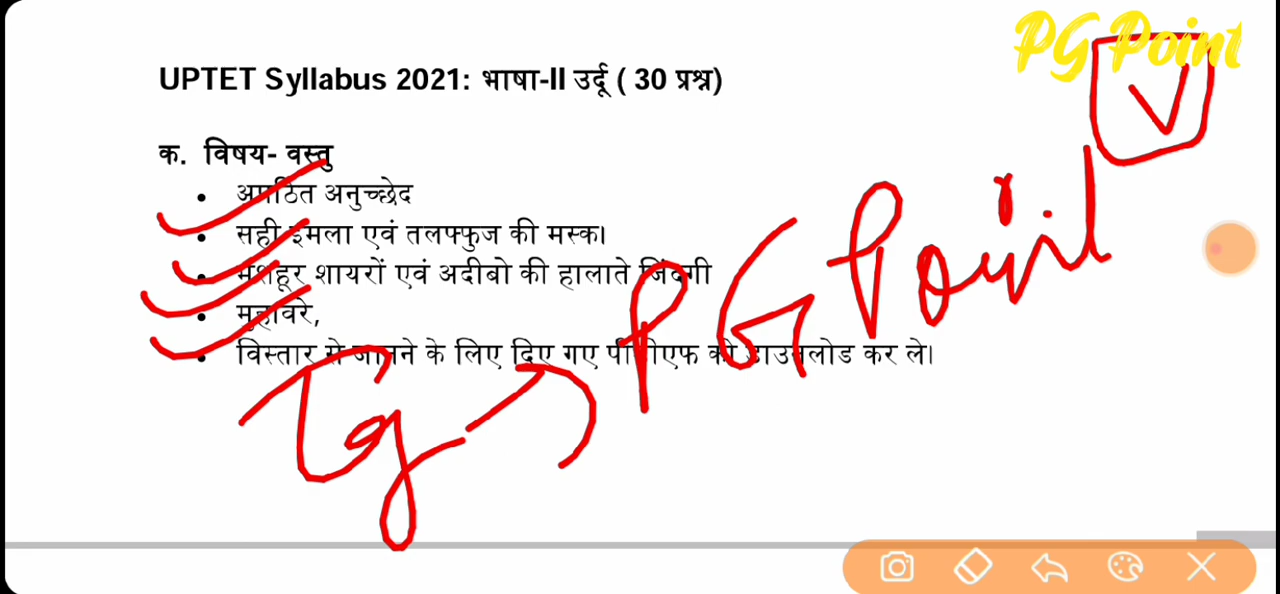 PG Point
UPTET Syllabus 2021: भाषा-II उर्दू ( 30 प्रश्न)
क. विषय- वस्तु
• अपठित अनुच्छेद
• सही इमला एवं तलफ्फुज की मस्क।
• मशहूर शायरों एवं अदीबो की हालाते जिंदगी
• मुहावरे,
• विस्तार से जानने के लिए दिए गए पीडीएफ को डाउनलोड कर ले।
Tg → PG Point